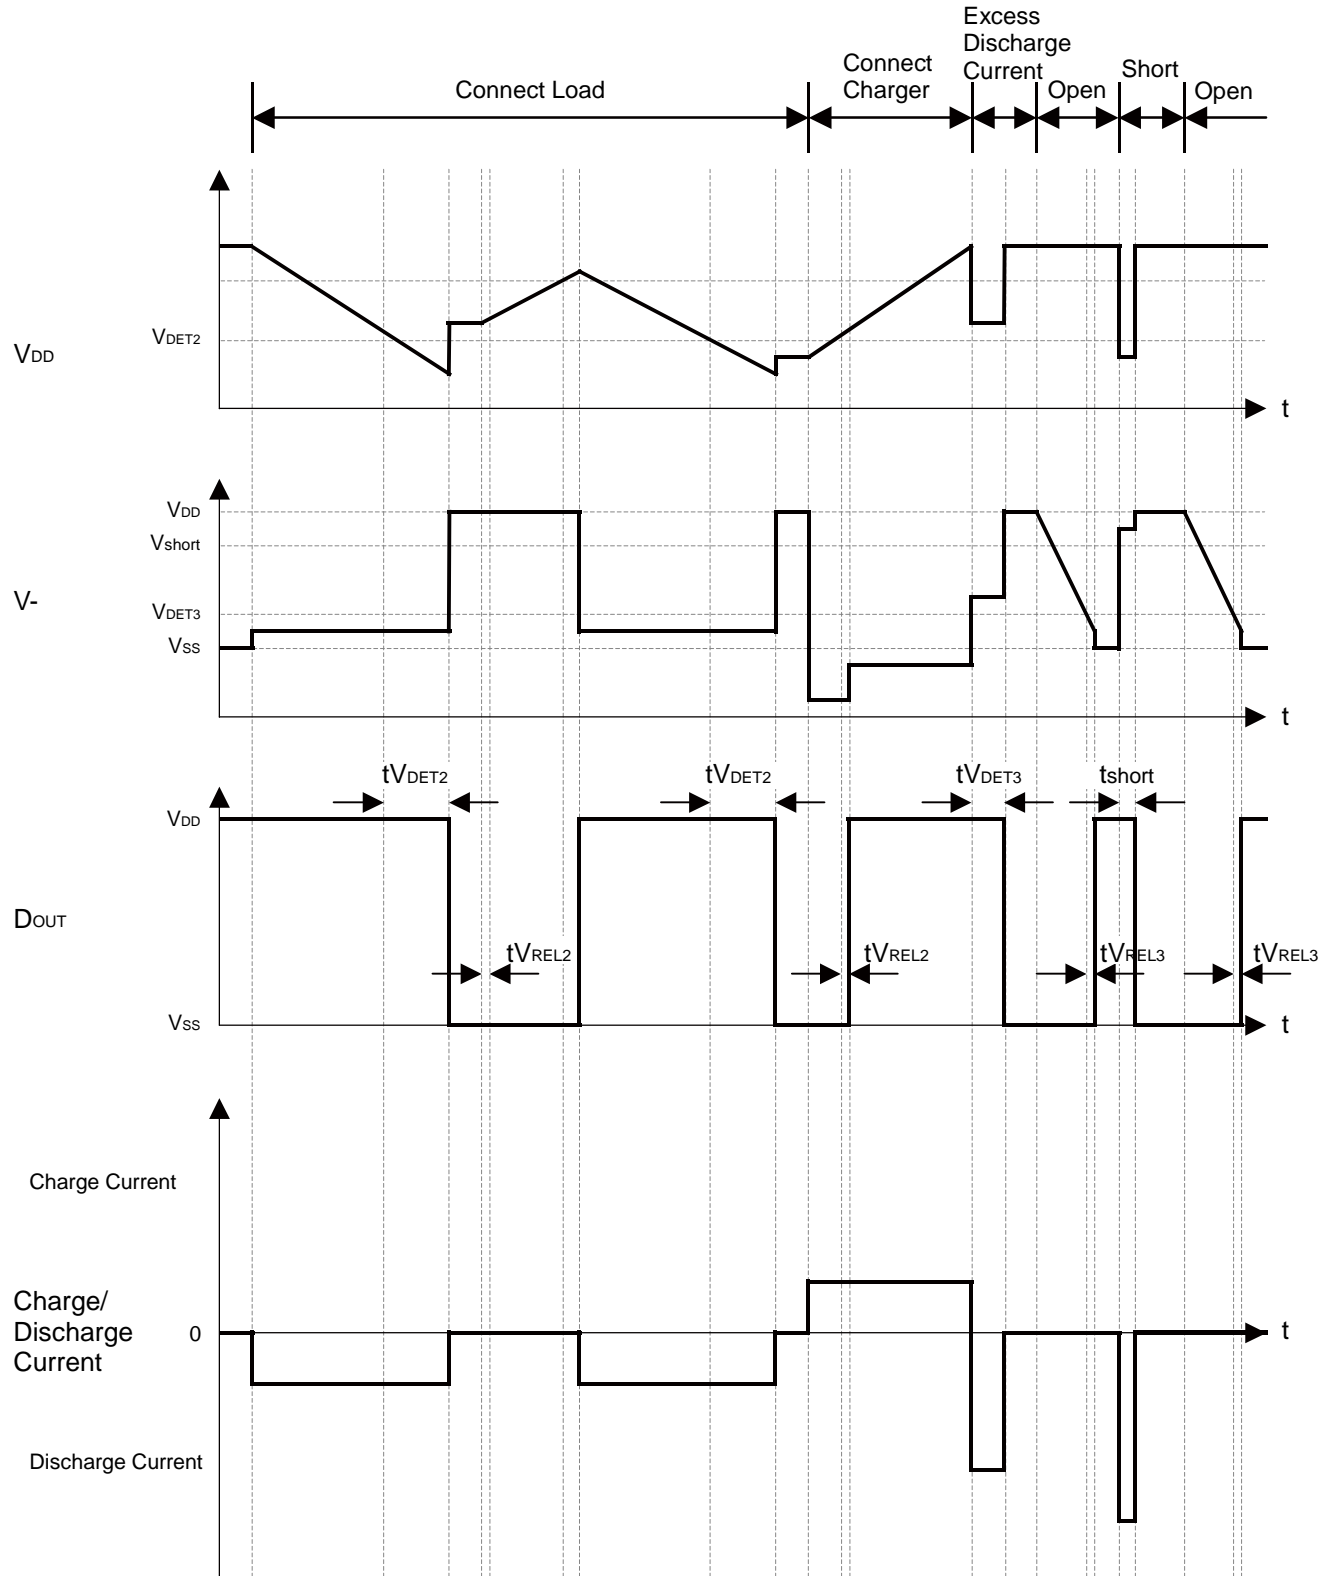 Excess
Discharge
Current
Connect
Charger
Short
Connect Load
Open
Open
VDET2
VDD
t
VDD
Vshort
V-
VDET3
VSS
t
tVDET2
tVDET2
tVDET3
tshort
VDD
DOUT
tVREL2
tVREL2
tVREL3
tVREL3
VSS
t
Charge Current
Charge/
Discharge
Current
0
t
Discharge Current